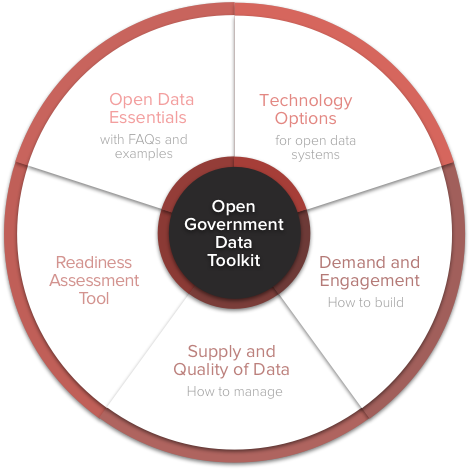 Open Data
Essentials
with FAQs and
examples
Technology
Options
for open data
systems
Open
Government
Data
Toolkit
Readiness
Assessment
Tool
Demand and
Engagement
How to build
Supply and
Quality of Data
How to manage